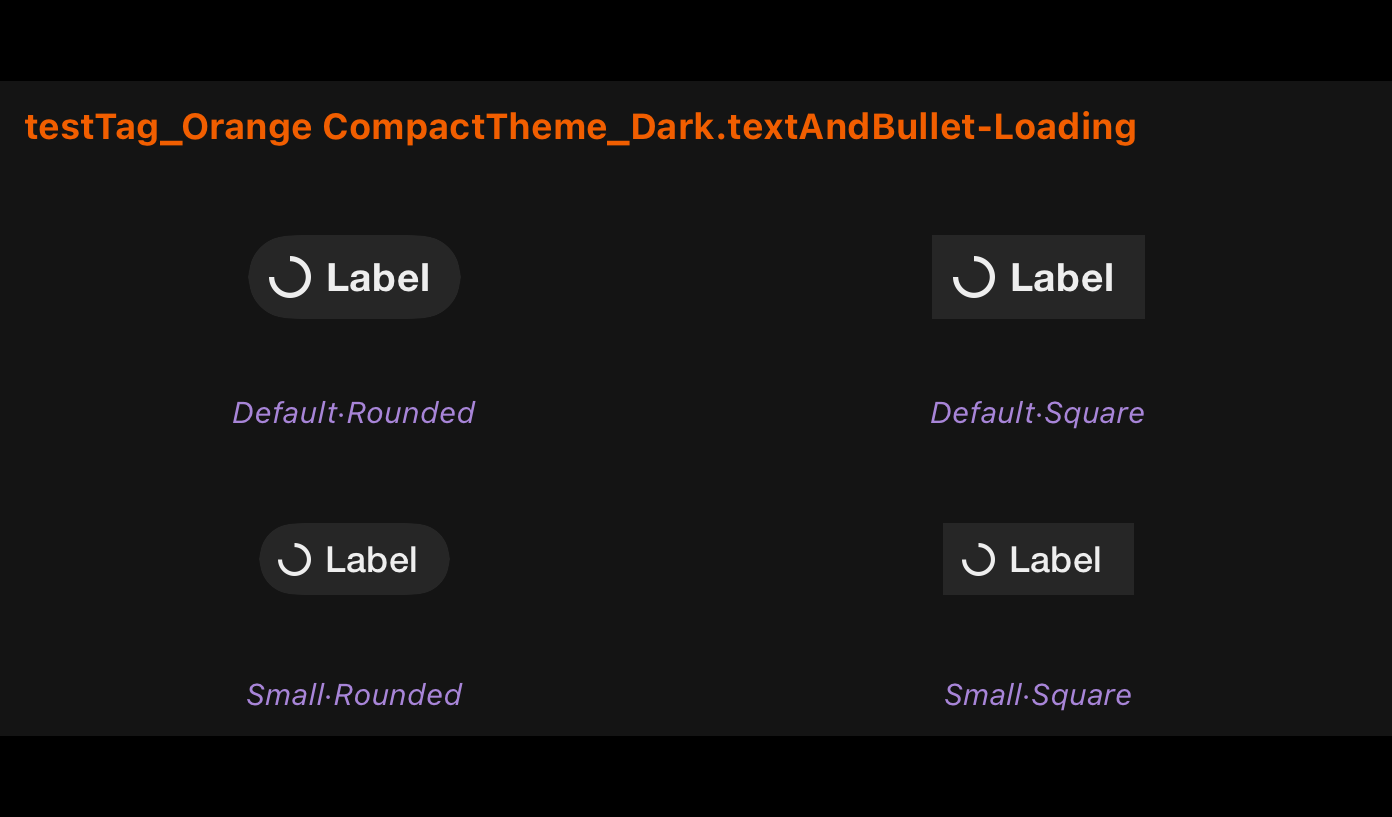 testTag_Orange CompactTheme_Dark.textAndBullet-Loading
Label
Label
Default·Rounded
Default·Square
Label
Label
Small·Rounded
Small·Square